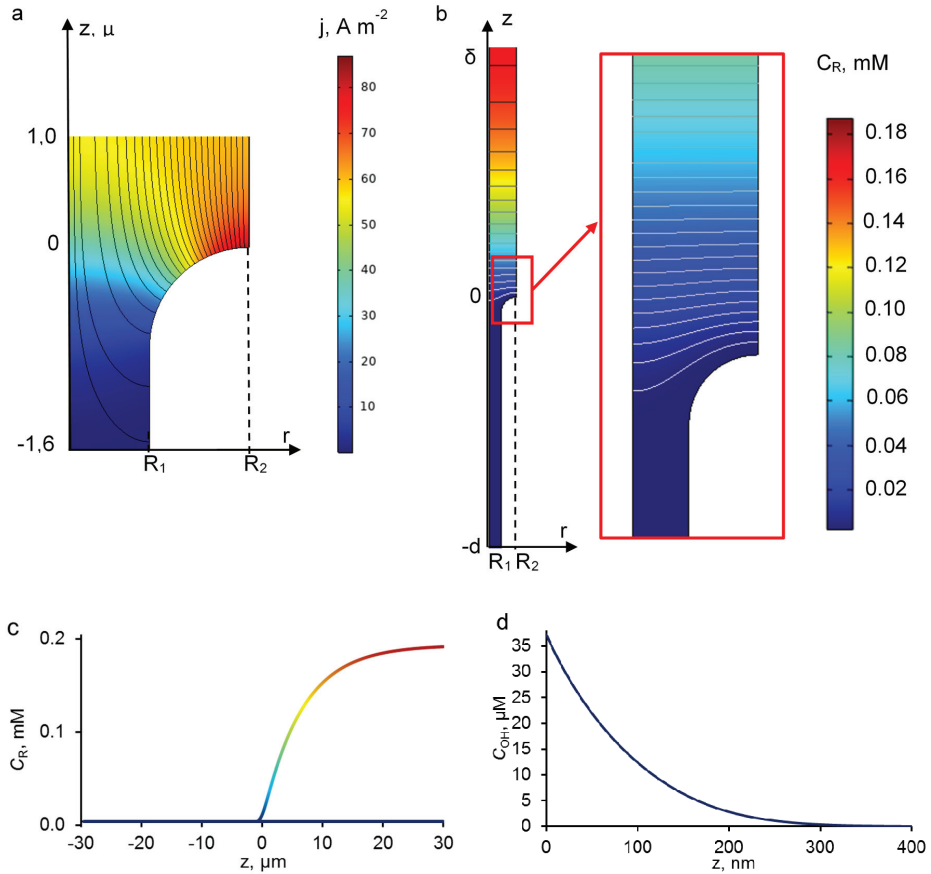 a
z, μ
j, A m⁻²
80
70
60
50
40
30
20
10
1,0
0
-1,6
R₁
R₂
r
b
z
δ
0
-d
R₁ R₂
r
C_R, mM
0.18
0.16
0.14
0.12
0.10
0.08
0.06
0.04
0.02
c
0.2
0.1
0.0
C_R, mM
-30 -20 -10 0 10 20 30
z, μm
d
35
30
25
20
15
10
5
0
C_OH, μM
0 100 200 300 400
z, nm